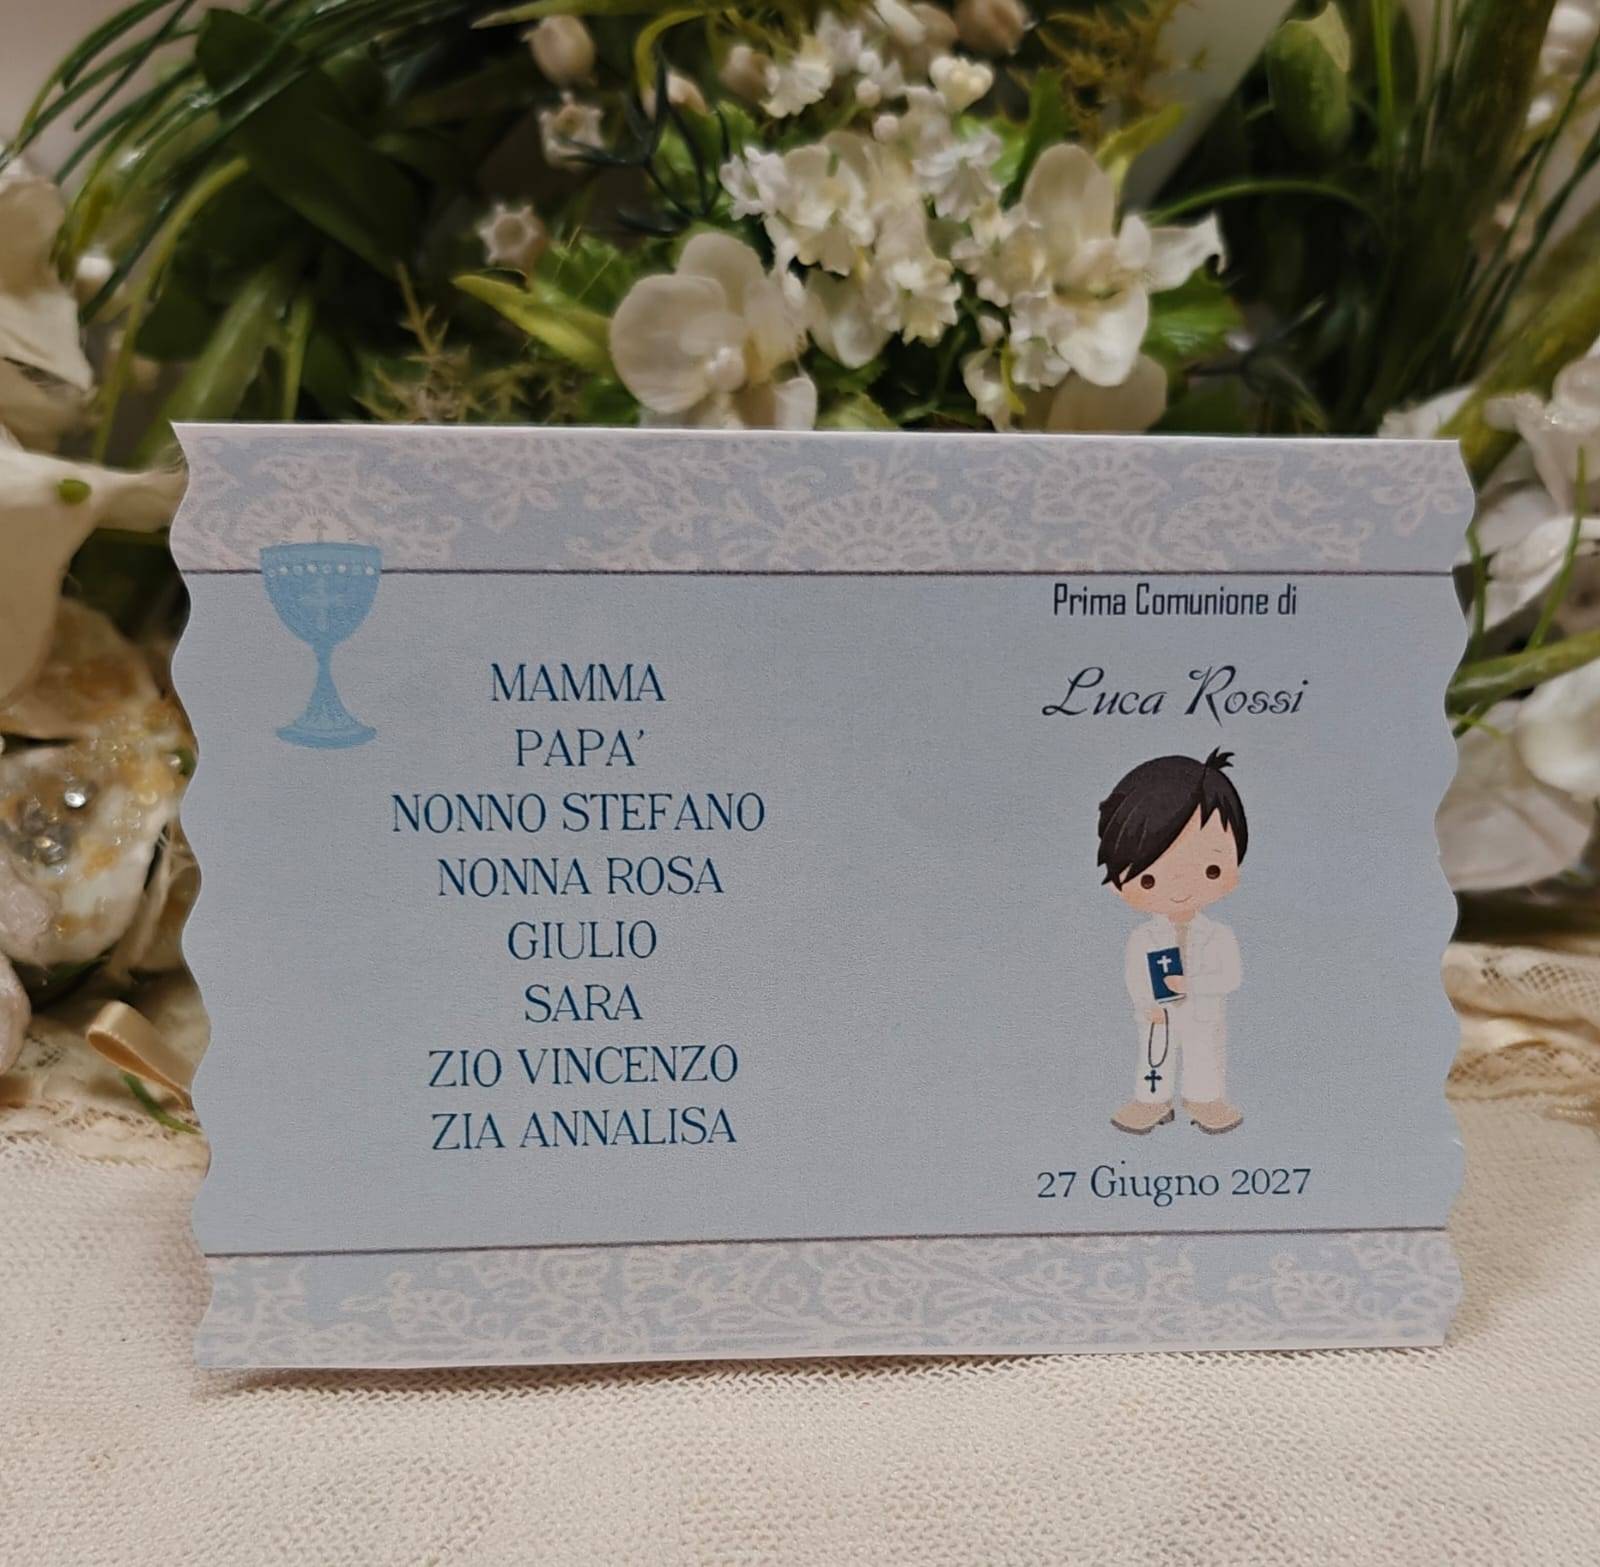 MAMMA
PAPA’
NONNO STEFANO
NONNA ROSA
GIULIO
SARA
ZIO VINCENZO
ZIA ANNALISA
Prima Comunione di
Luca Rossi
27 Giugno 2027